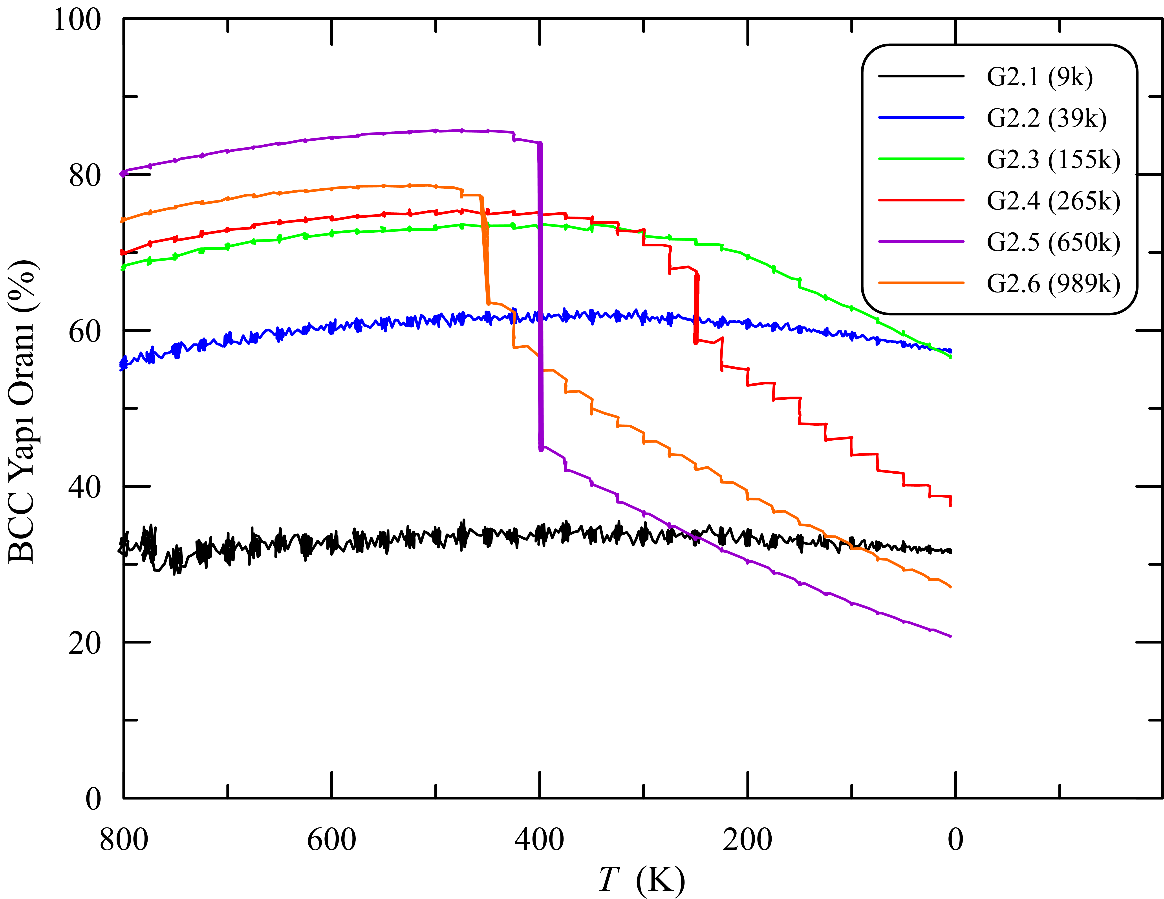 100
80
60
40
20
0
BCC Yapı Oranı (%)
G2.1 (9k)
G2.2 (39k)
G2.3 (155k)
G2.4 (265k)
G2.5 (650k)
G2.6 (989k)
800 600 400 200 0
T (K)